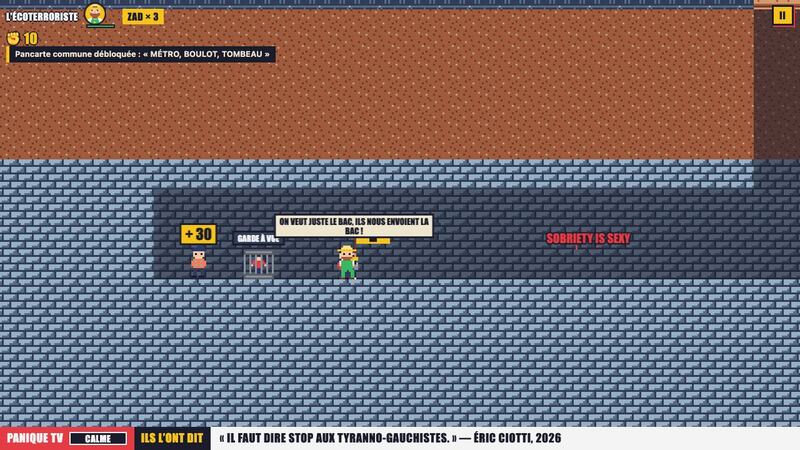 L'ÉCOTERRORISTE
ZAD × 3
10
Pancarte commune débloquée : « MÉTRO, BOULOT, TOMBEAU »
ON VEUT JUSTE LE BAC, ILS NOUS ENVOIENT LA
BAC !
+ 30
GARDE À VUE
SOBRIETY IS SEXY
PANIQUE TV
CALME
ILS L'ONT DIT
« IL FAUT DIRE STOP AUX TYRANNO-GAUCHISTES. » — ÉRIC CIOTTI, 2026